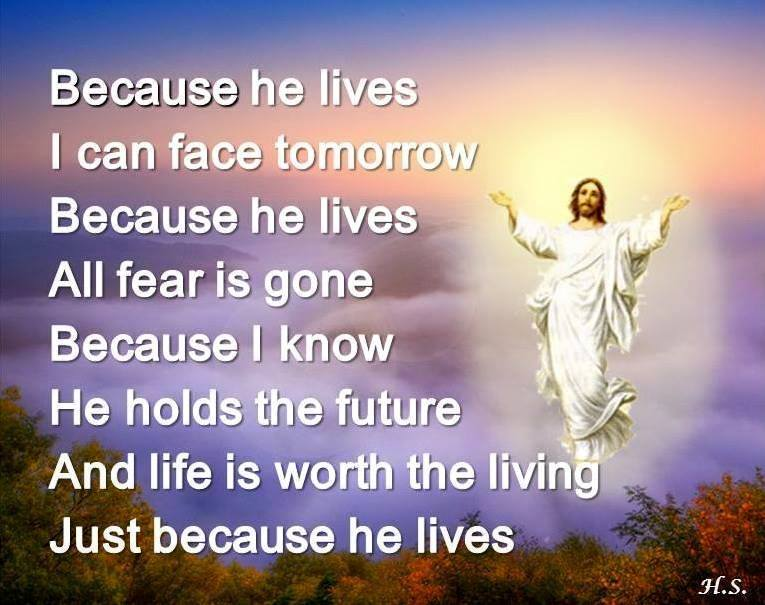 Because he lives
I can face tomorrow
Because he lives
All fear is gone
Because I know
He holds the future
And life is worth the living
Just because he lives
H.S.